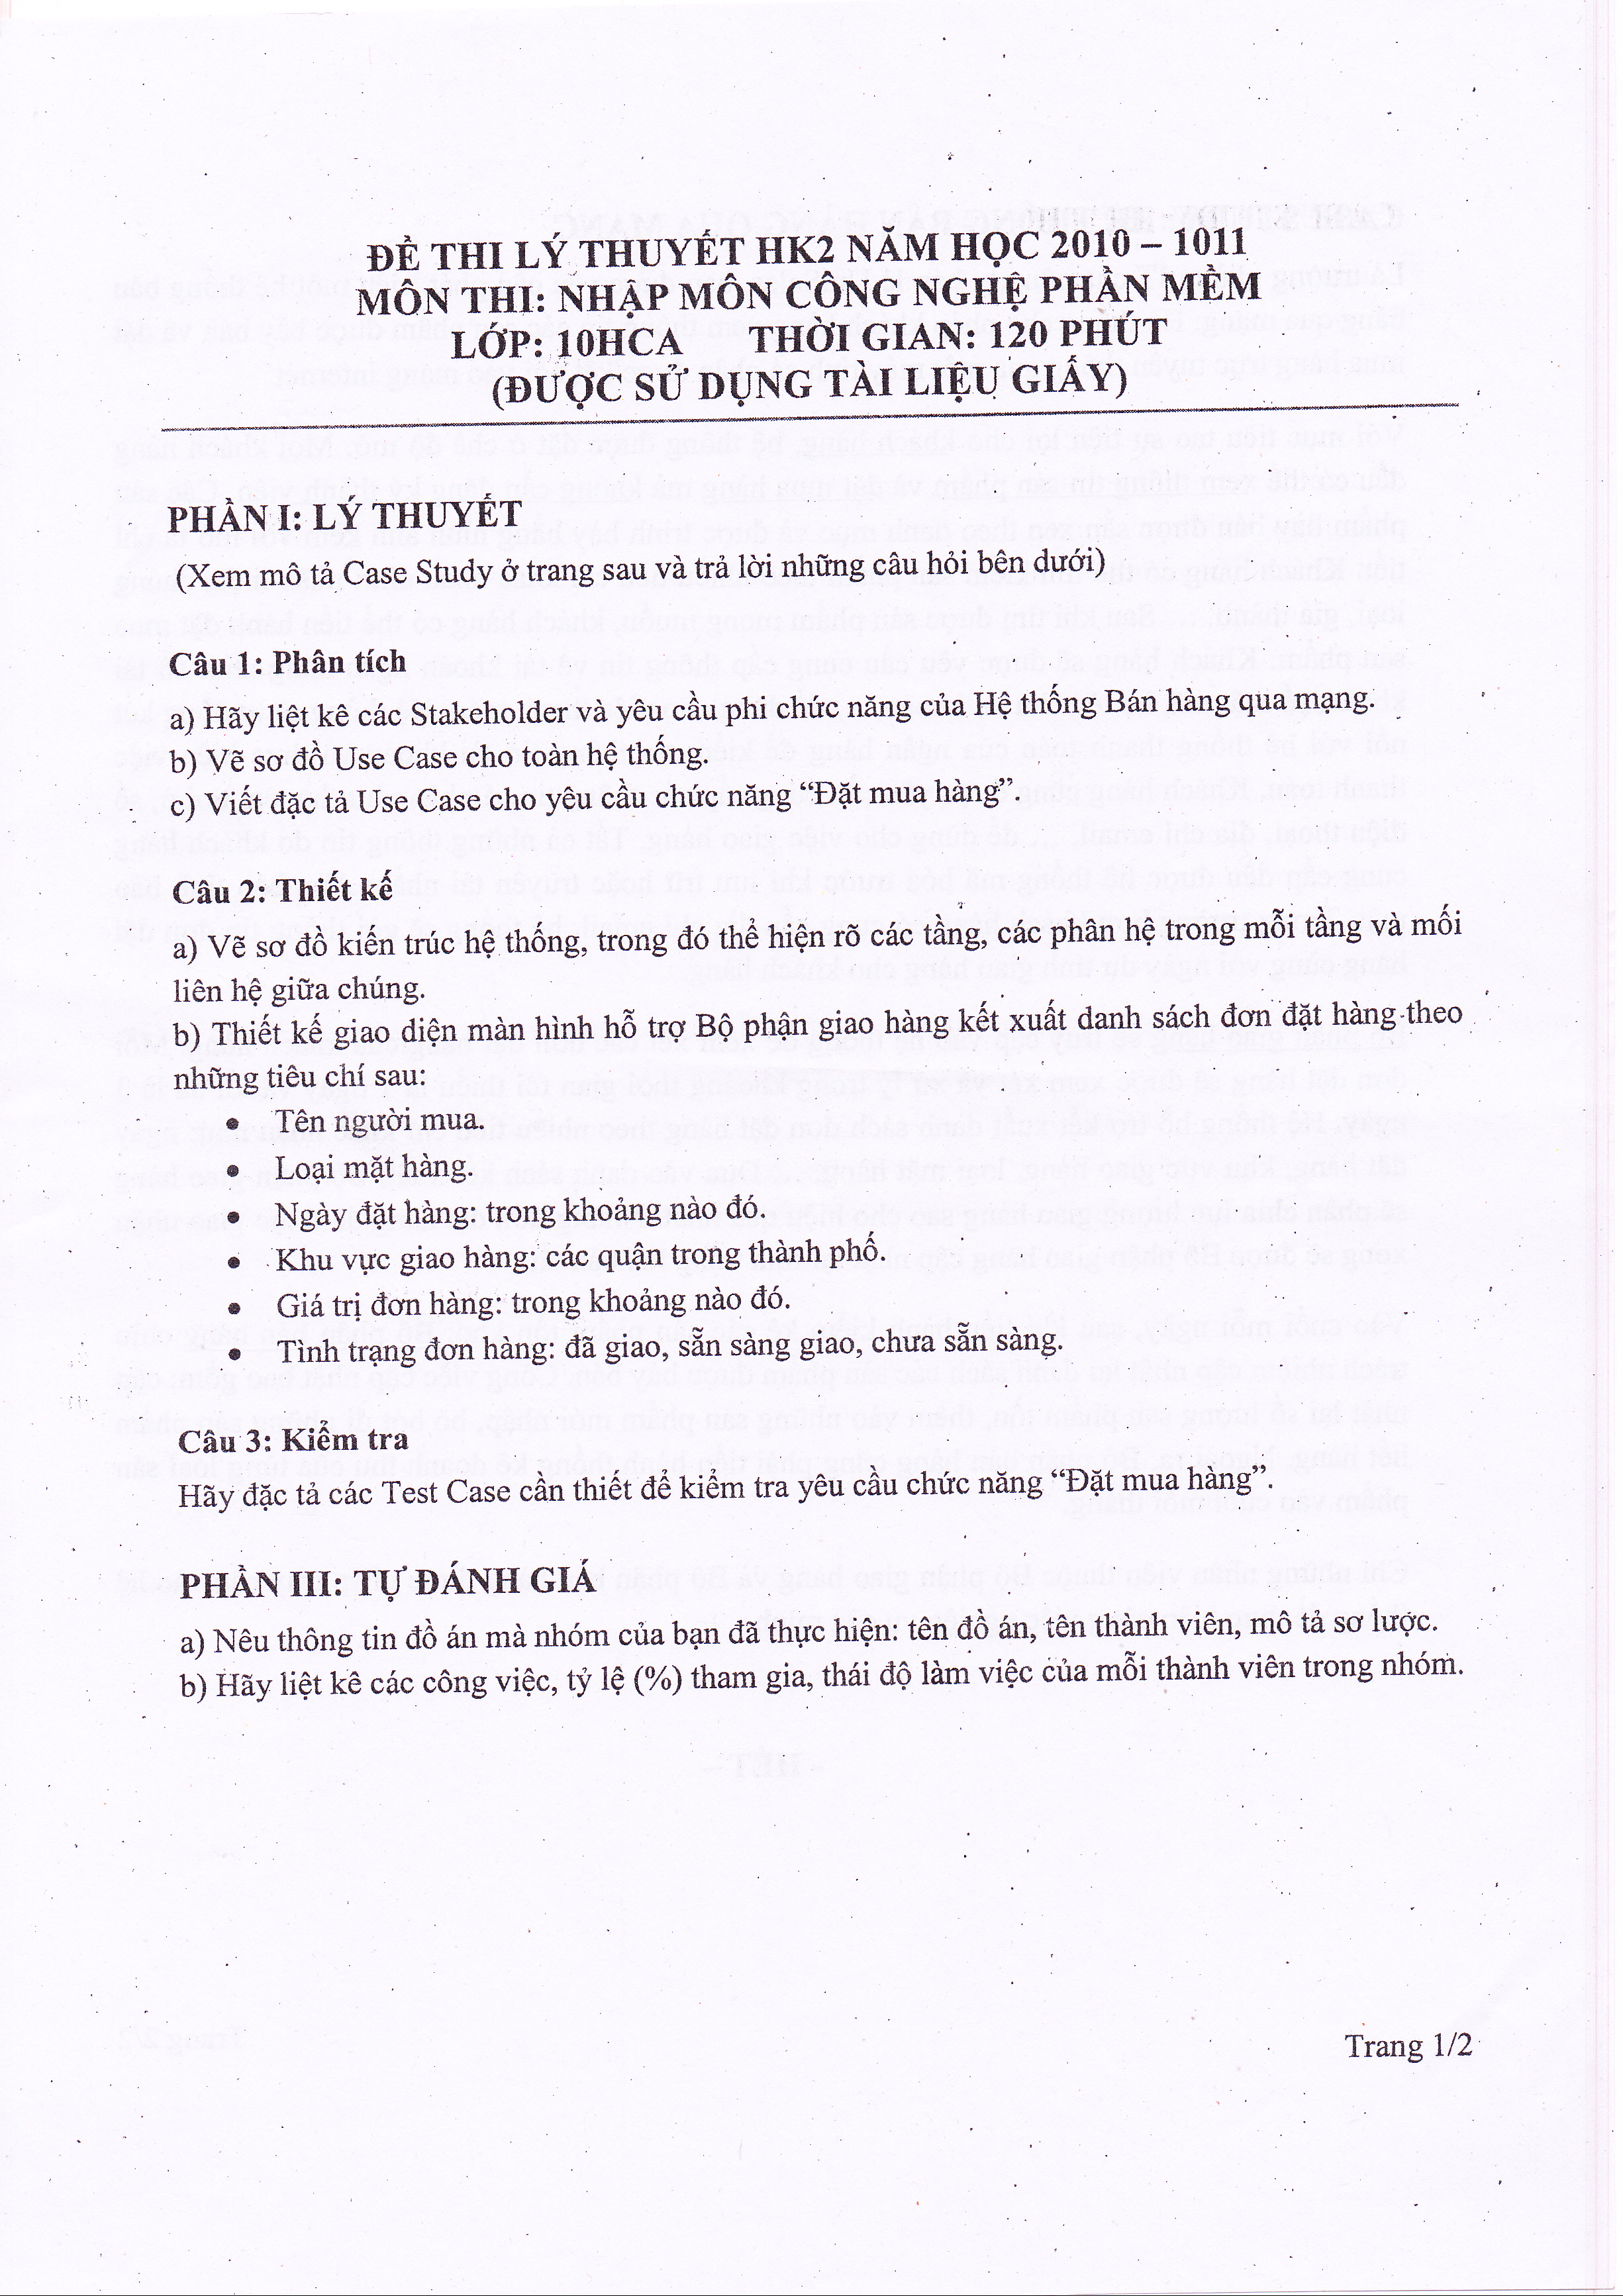 ĐỀ THI LÝ THUYẾT HK2 NĂM HỌC 2010 – 1011
MÔN THI: NHẬP MÔN CÔNG NGHỆ PHẦN MỀM
LỚP: 10HCA THỜI GIAN: 120 PHÚT
(ĐƯỢC SỬ DỤNG TÀI LIỆU GIẤY)
PHẦN I: LÝ THUYẾT
(Xem mô tả Case Study ở trang sau và trả lời những câu hỏi bên dưới)
Câu 1: Phân tích
a) Hãy liệt kê các Stakeholder và yêu cầu phi chức năng của Hệ thống Bán hàng qua mạng.
b) Vẽ sơ đồ Use Case cho toàn hệ thống.
c) Viết đặc tả Use Case cho yêu cầu chức năng “Đặt mua hàng”.
Câu 2: Thiết kế
a) Vẽ sơ đồ kiến trúc hệ thống, trong đó thể hiện rõ các tầng, các phân hệ trong mỗi tầng và mối
liên hệ giữa chúng.
b) Thiết kế giao diện màn hình hỗ trợ Bộ phận giao hàng kết xuất danh sách đơn đặt hàng theo
những tiêu chí sau:
• Tên người mua.
• Loại mặt hàng.
• Ngày đặt hàng: trong khoảng nào đó.
• Khu vực giao hàng: các quận trong thành phố.
• Giá trị đơn hàng: trong khoảng nào đó.
• Tình trạng đơn hàng: đã giao, sẵn sàng giao, chưa sẵn sàng.
Câu 3: Kiểm tra
Hãy đặc tả các Test Case cần thiết để kiểm tra yêu cầu chức năng “Đặt mua hàng”.
PHẦN III: TỰ ĐÁNH GIÁ
a) Nêu thông tin đồ án mà nhóm của bạn đã thực hiện: tên đồ án, tên thành viên, mô tả sơ lược.
b) Hãy liệt kê các công việc, tỷ lệ (%) tham gia, thái độ làm việc của mỗi thành viên trong nhóm.
Trang 1/2